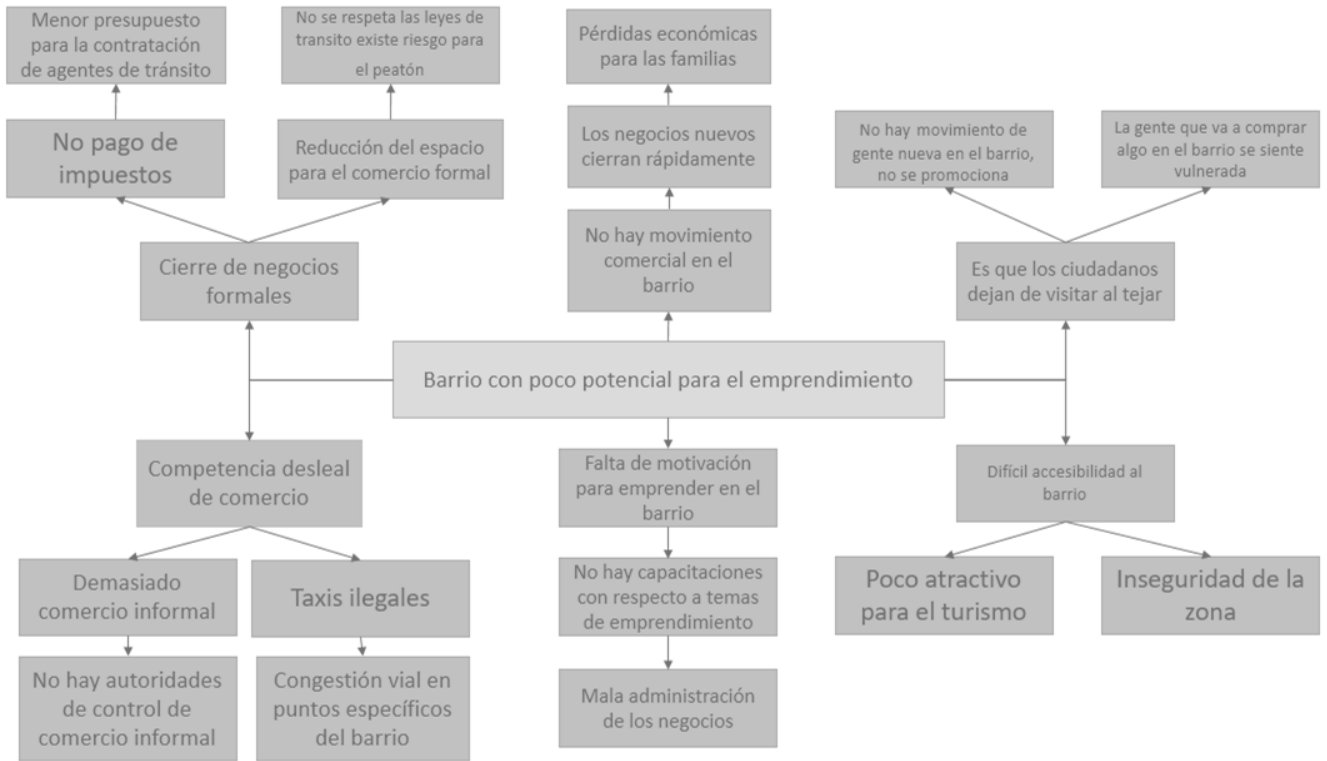 Menor presupuesto
para la contratación
de agentes de tránsito
No se respeta las leyes de
transito existe riesgo para
el peatón
Pérdidas económicas
para las familias
No pago de
impuestos
Reducción del espacio
para el comercio formal
Los negocios nuevos
cierran rápidamente
No hay movimiento de
gente nueva en el barrio,
no se promociona
La gente que va a comprar
algo en el barrio se siente
vulnerada
Cierre de negocios
formales
No hay movimiento
comercial en el
barrio
Es que los ciudadanos
dejan de visitar al tejar
Barrio con poco potencial para el emprendimiento
Competencia desleal
de comercio
Falta de motivación
para emprender en el
barrio
Difícil accesibilidad al
barrio
Demasiado
comercio informal
Taxis ilegales
No hay capacitaciones
con respecto a temas
de emprendimiento
Poco atractivo
para el turismo
Inseguridad de la
zona
No hay autoridades
de control de
comercio informal
Congestión vial en
puntos específicos
del barrio
Mala administración
de los negocios